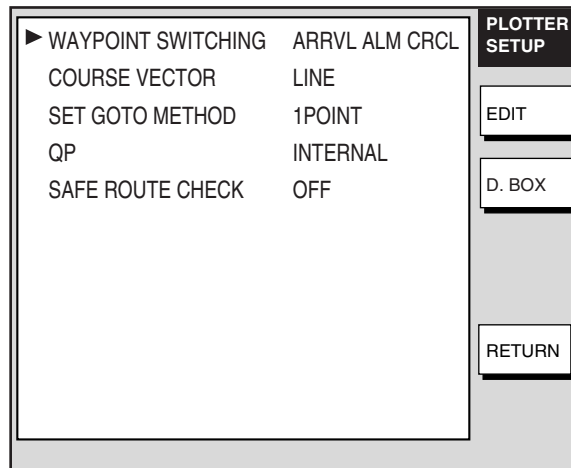 ▶ WAYPOINT SWITCHING ARRVL ALM CRCL
COURSE VECTOR LINE
SET GOTO METHOD 1POINT
QP INTERNAL
SAFE ROUTE CHECK OFF
PLOTTER
SETUP
EDIT
D. BOX
RETURN